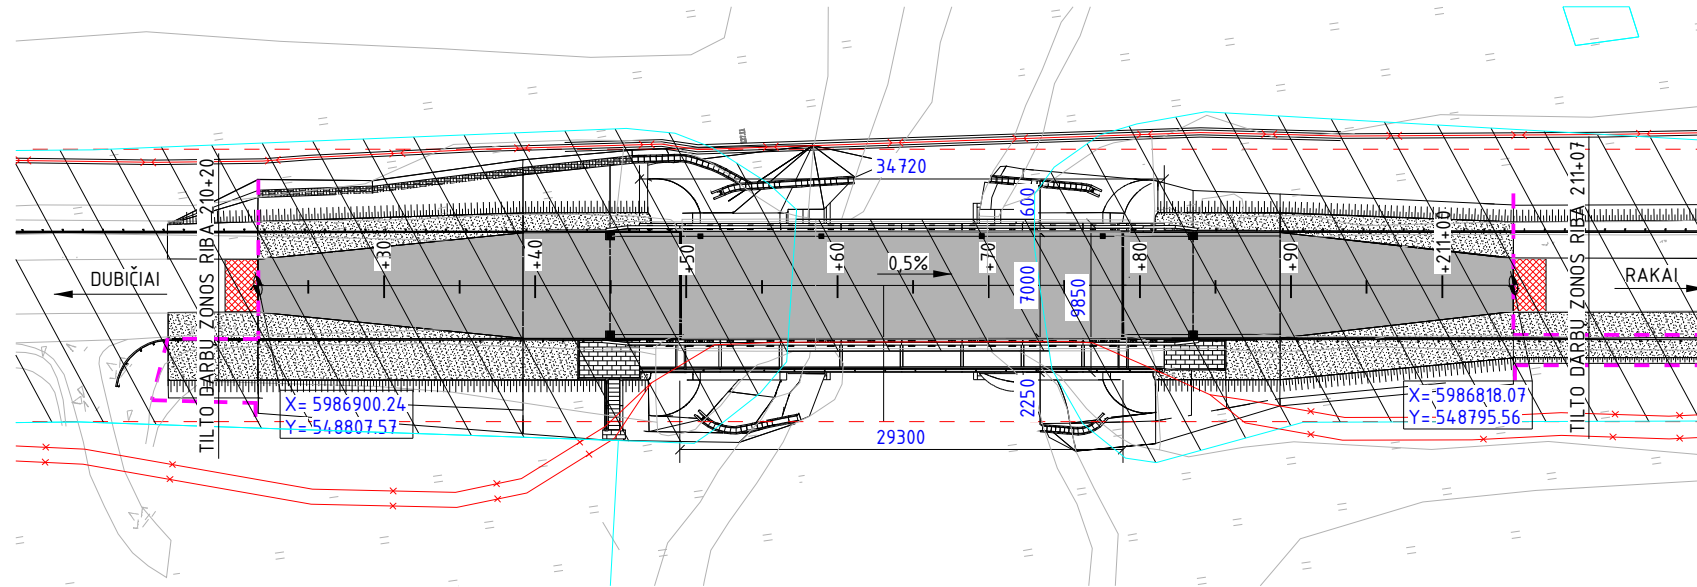 DUBIČIAI
TILTO DARBŲ ZONOS RIBA 210+20
X= 5986900.24
Y= 548807.57
+30
+40
+50
+60
+70
+80
+90
+211+00
0,5%
34720
600
7000
9850
2250
29300
X= 5986818.07
Y= 548795.56
TILTO DARBŲ ZONOS RIBA 211+07
RAKAI